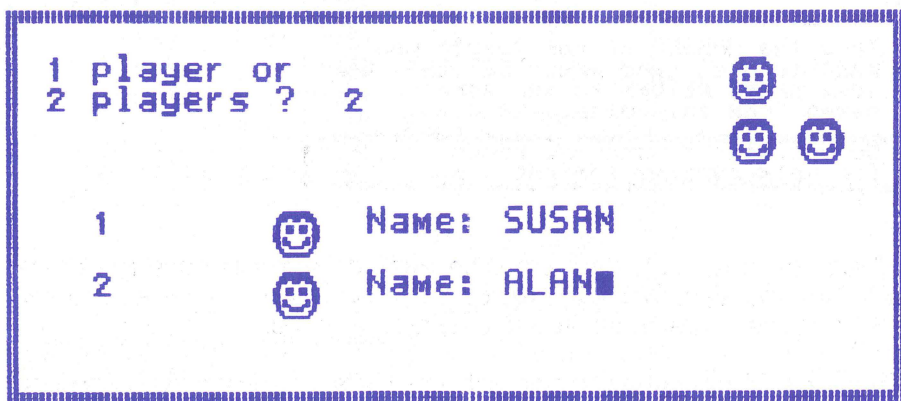 1 player or
2 players ? 2
1 Name: SUSAN
2 Name: ALAN